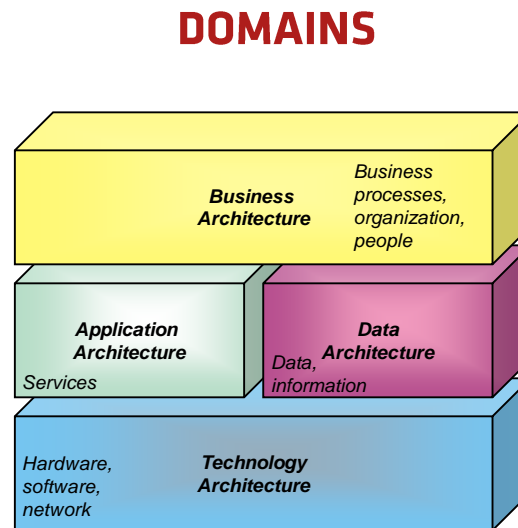 DOMAINS
Business
Architecture
Business
processes,
organization,
people
Application
Architecture
Services
Data
Architecture
Data,
information
Technology
Architecture
Hardware,
software,
network